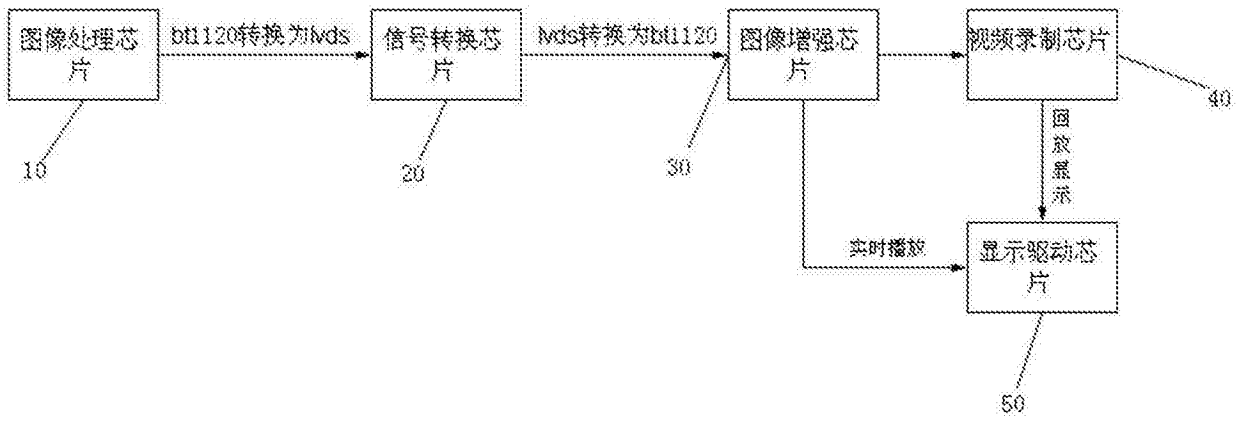 图像处理芯
片
bt1120转换为lvds
信号转换芯
片
lvds转换为bt1120
图像增强芯
片
视频录制芯片
10
20
30
40
回
放
显
示
实时播放
显示驱动芯
片
50